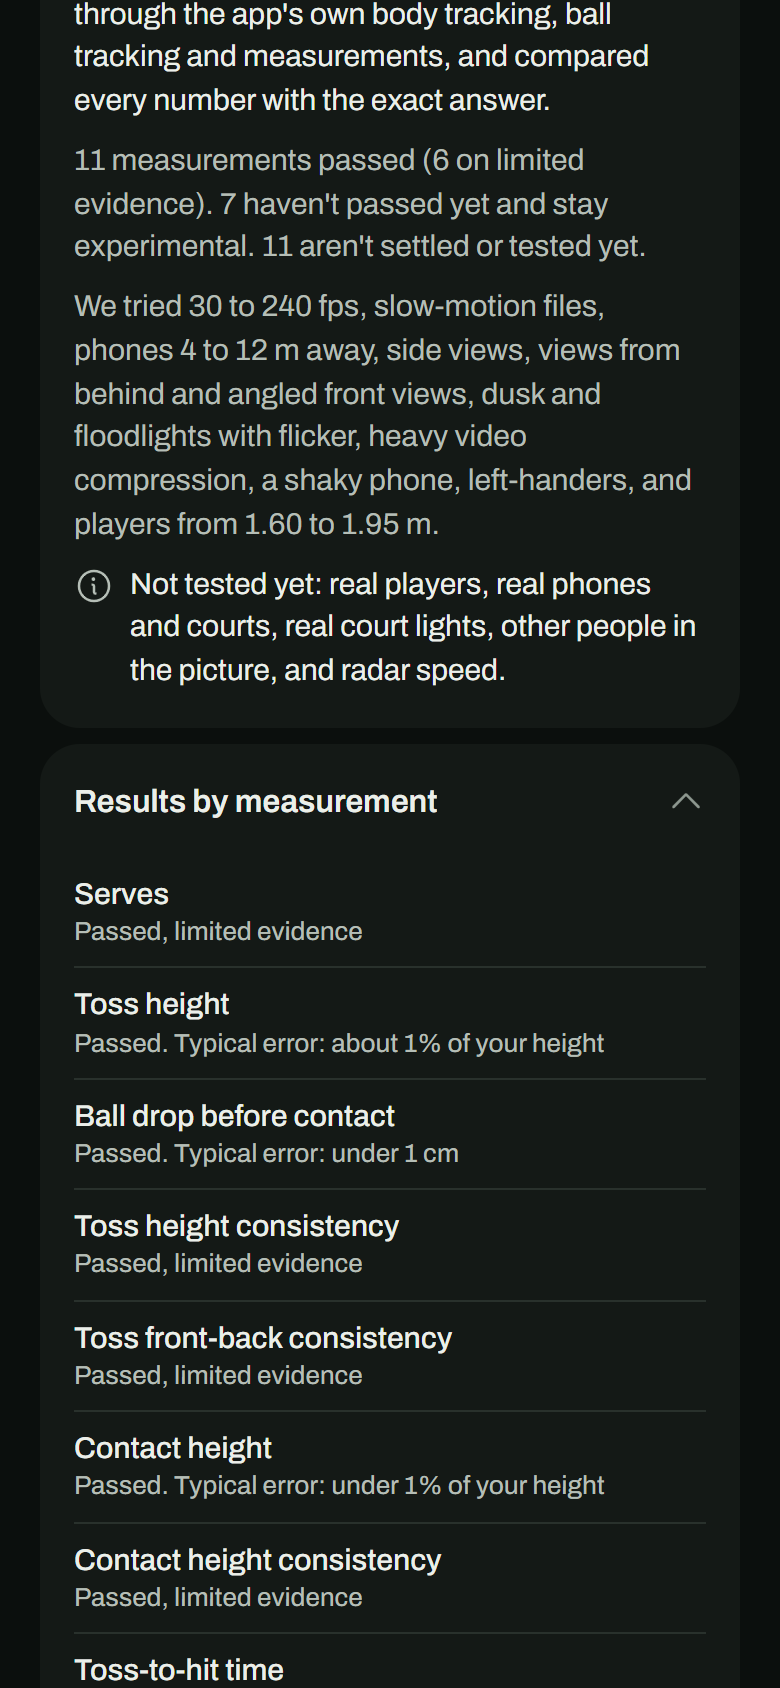 through the app's own body tracking, ball
tracking and measurements, and compared
every number with the exact answer.
11 measurements passed (6 on limited
evidence). 7 haven't passed yet and stay
experimental. 11 aren't settled or tested yet.
We tried 30 to 240 fps, slow-motion files,
phones 4 to 12 m away, side views, views from
behind and angled front views, dusk and
floodlights with flicker, heavy video
compression, a shaky phone, left-handers, and
players from 1.60 to 1.95 m.
Not tested yet: real players, real phones
and courts, real court lights, other people in
the picture, and radar speed.
Results by measurement
Serves
Passed, limited evidence
Toss height
Passed. Typical error: about 1% of your height
Ball drop before contact
Passed. Typical error: under 1 cm
Toss height consistency
Passed, limited evidence
Toss front-back consistency
Passed, limited evidence
Contact height
Passed. Typical error: under 1% of your height
Contact height consistency
Passed, limited evidence
Toss-to-hit time